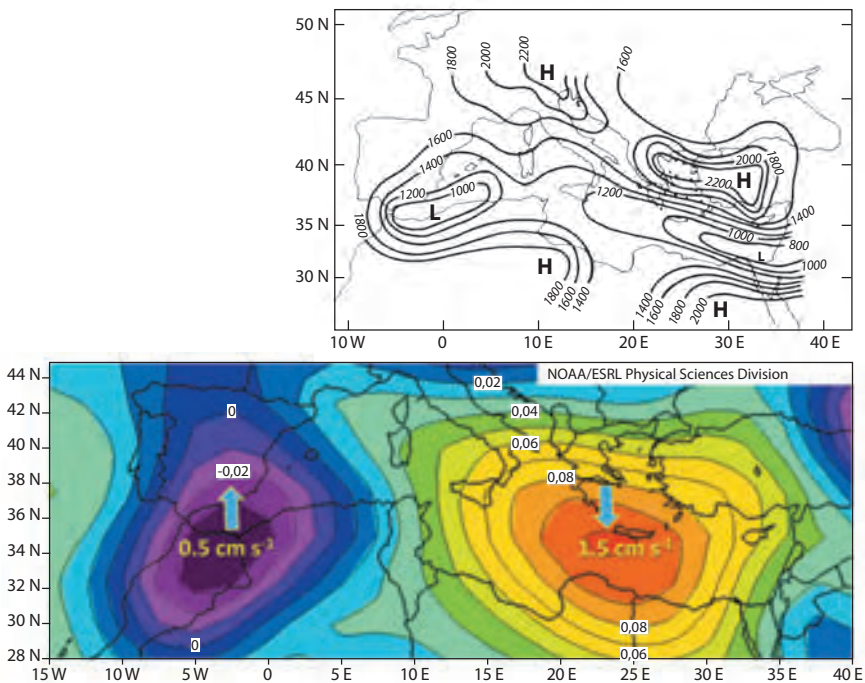 50 N
45 N
40 N
35 N
30 N
1800
2000
2200
H
1600
1600
1400
1200
1000
L
1800
H
1800
1600
1400
1200
2000
1800
2200
H
1400
1000
800
L
1000
1400
1600
1800
2000
H
10 W
0
10 E
20 E
30 E
40 E
NOAA/ESRL Physical Sciences Division
44 N
42 N
40 N
38 N
36 N
34 N
32 N
30 N
28 N
0
-0,02
0.5 cm s⁻¹
0
0,02
0,04
0,06
0,08
1.5 cm s⁻¹
0,08
0,06
15 W
10 W
5 W
0
5 E
10 E
15 E
20 E
25 E
30 E
35 E
40 E